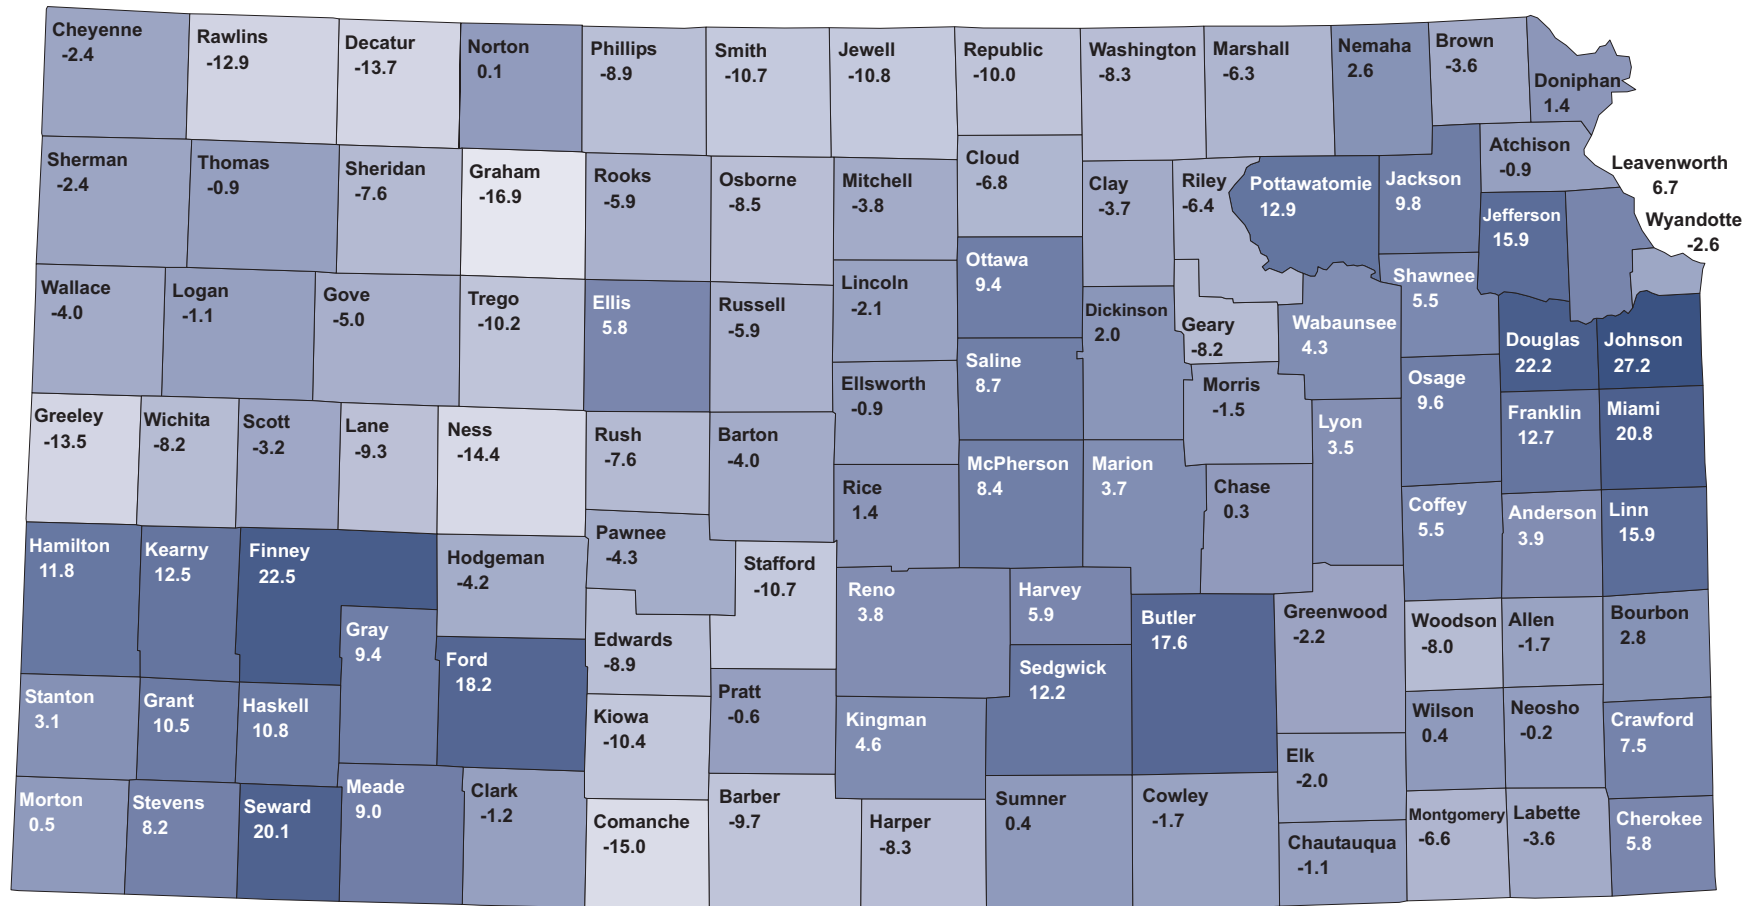 Cheyenne
-2.4
Rawlins
-12.9
Decatur
-13.7
Norton
0.1
Phillips
-8.9
Smith
-10.7
Jewell
-10.8
Republic
-10.0
Washington
-8.3
Marshall
-6.3
Nemaha
2.6
Brown
-3.6
Doniphan
1.4
Sherman
-2.4
Thomas
-0.9
Sheridan
-7.6
Graham
-16.9
Rooks
-5.9
Osborne
-8.5
Mitchell
-3.8
Cloud
-6.8
Clay
-3.7
Riley
-6.4
Pottawatomie
12.9
Jackson
9.8
Atchison
-0.9
Jefferson
15.9
Leavenworth
6.7
Wyandotte
-2.6
Wallace
-4.0
Logan
-1.1
Gove
-5.0
Trego
-10.2
Ellis
5.8
Russell
-5.9
Lincoln
-2.1
Ottawa
9.4
Saline
8.7
Dickinson
2.0
Geary
-8.2
Wabaunsee
4.3
Shawnee
5.5
Douglas
22.2
Johnson
27.2
Ellsworth
-0.9
Morris
-1.5
Osage
9.6
Franklin
12.7
Miami
20.8
Greeley
-13.5
Wichita
-8.2
Scott
-3.2
Lane
-9.3
Ness
-14.4
Rush
-7.6
Barton
-4.0
Rice
1.4
McPherson
8.4
Marion
3.7
Chase
0.3
Lyon
3.5
Coffey
5.5
Anderson
3.9
Linn
15.9
Hamilton
11.8
Kearny
12.5
Finney
22.5
Hodgeman
-4.2
Pawnee
-4.3
Stafford
-10.7
Reno
3.8
Harvey
5.9
Butler
17.6
Greenwood
-2.2
Woodson
-8.0
Allen
-1.7
Bourbon
2.8
Gray
9.4
Ford
18.2
Edwards
-8.9
Sedgwick
12.2
Stanton
3.1
Grant
10.5
Haskell
10.8
Kiowa
-10.4
Pratt
-0.6
Kingman
4.6
Wilson
0.4
Neosho
-0.2
Crawford
7.5
Elk
-2.0
Morton
0.5
Stevens
8.2
Seward
20.1
Meade
9.0
Clark
-1.2
Comanche
-15.0
Barber
-9.7
Harper
-8.3
Sumner
0.4
Cowley
-1.7
Chautauqua
-1.1
Montgomery
-6.6
Labette
-3.6
Cherokee
5.8